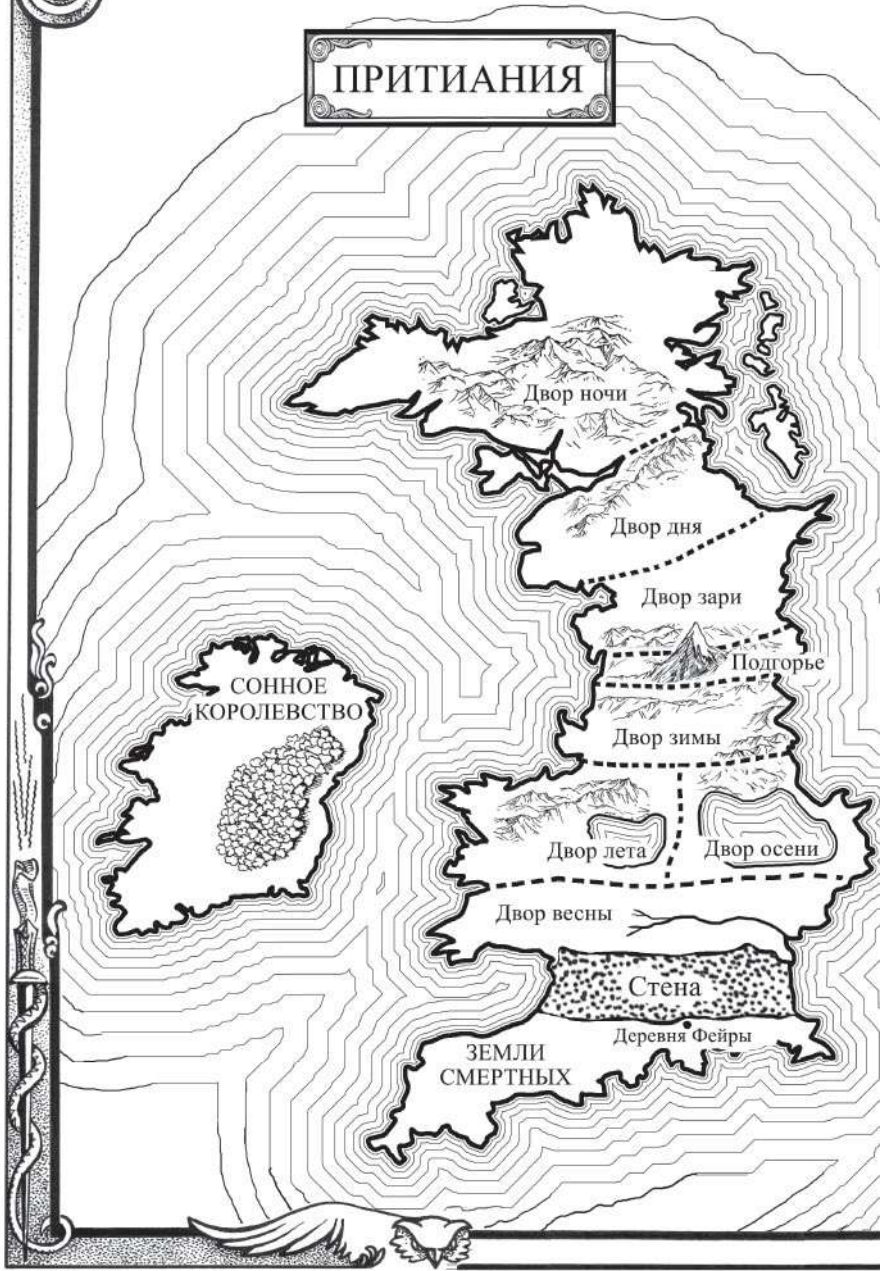 ПРИТИАНИЯ
Двор ночи
Двор дня
Двор зари
Подгорье
СОННОЕ
КОРОЛЕВСТВО
Двор зимы
Двор лета
Двор осени
Двор весны
Стена
Деревня Фейры
ЗЕМЛИ
СМЕРТНЫХ